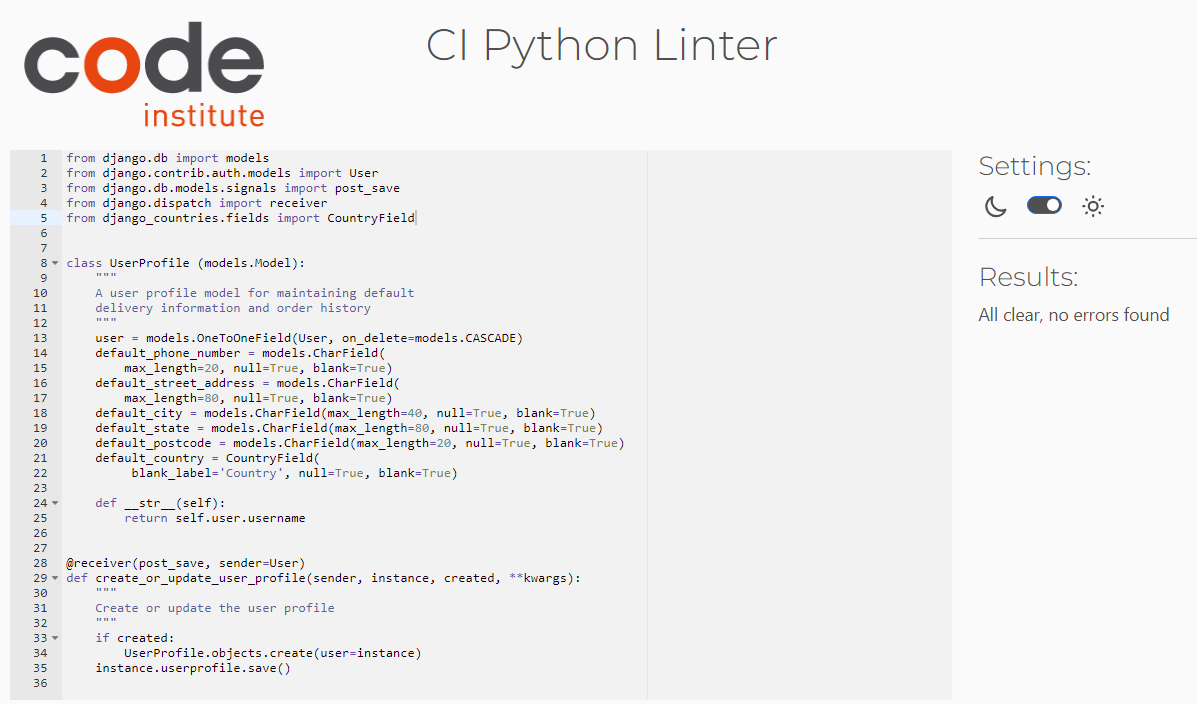 code
institute
CI Python Linter
1 from django.db import models
2 from django.contrib.auth.models import User
3 from django.db.models.signals import post_save
4 from django.dispatch import receiver
5 from django_countries.fields import CountryField
6
7
8 class UserProfile (models.Model):
9     """
10     A user profile model for maintaining default
11     delivery information and order history
12     """
13     user = models.OneToOneField(User, on_delete=models.CASCADE)
14     default_phone_number = models.CharField(
15         max_length=20, null=True, blank=True)
16     default_street_address = models.CharField(
17         max_length=80, null=True, blank=True)
18     default_city = models.CharField(max_length=40, null=True, blank=True)
19     default_state = models.CharField(max_length=80, null=True, blank=True)
20     default_postcode = models.CharField(max_length=20, null=True, blank=True)
21     default_country = CountryField(
22          blank_label='Country', null=True, blank=True)
23
24     def __str__(self):
25         return self.user.username
26
27
28 @receiver(post_save, sender=User)
29 def create_or_update_user_profile(sender, instance, created, **kwargs):
30     """
31     Create or update the user profile
32     """
33     if created:
34         UserProfile.objects.create(user=instance)
35     instance.userprofile.save()
36
Settings:
Results:
All clear, no errors found